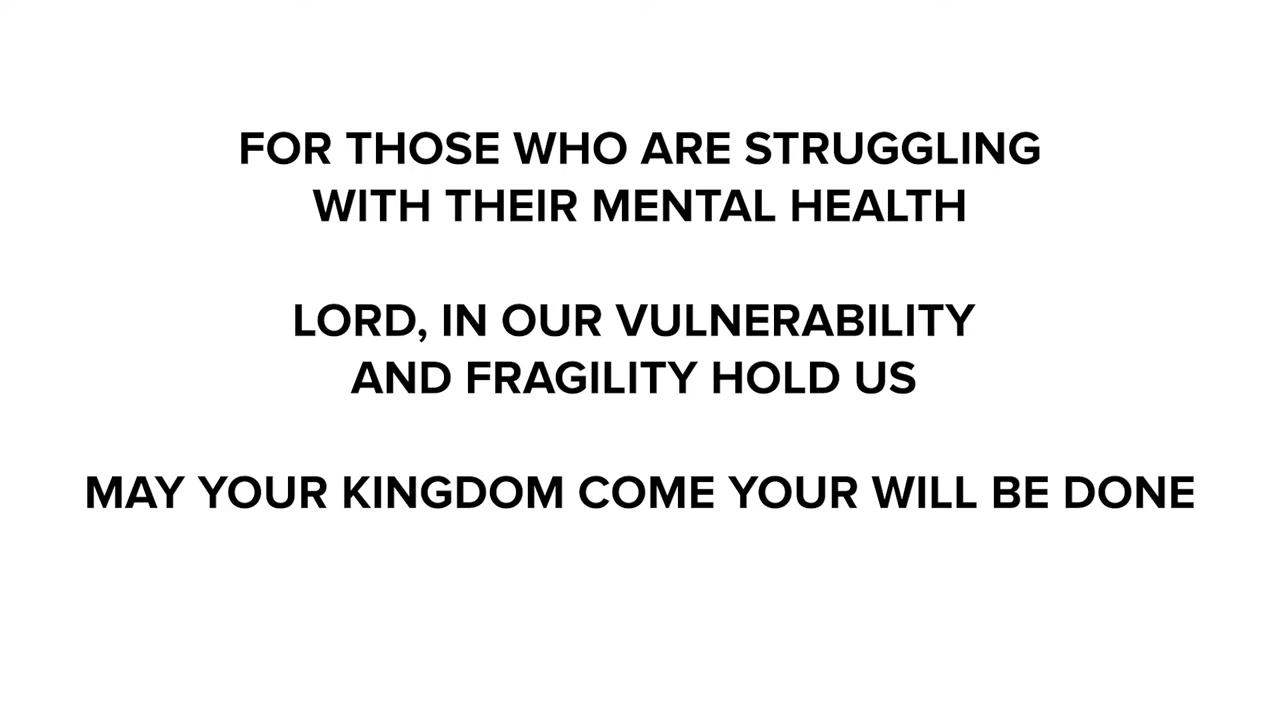 FOR THOSE WHO ARE STRUGGLING
WITH THEIR MENTAL HEALTH
LORD, IN OUR VULNERABILITY
AND FRAGILITY HOLD US
MAY YOUR KINGDOM COME YOUR WILL BE DONE